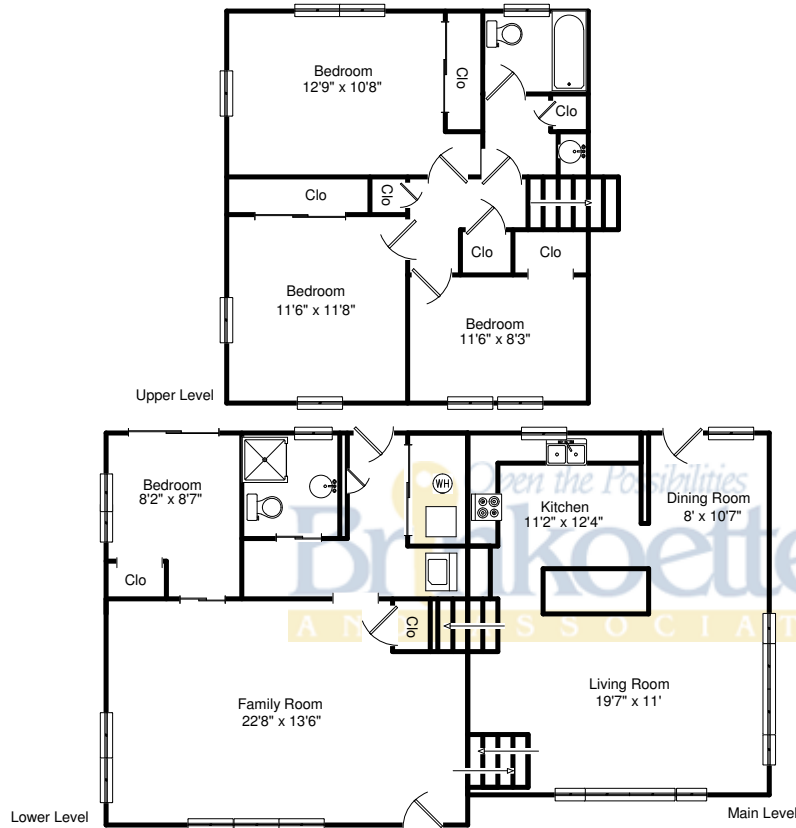 Bedroom
12'9" x 10'8"
Clo
Clo
Clo
Clo
Clo
Clo
Bedroom
11'6" x 11'8"
Bedroom
11'6" x 8'3"
Upper Level
Bedroom
8'2" x 8'7"
Clo
WH
Open the Possibilities
Kitchen
11'2" x 12'4"
Dining Room
8' x 10'7"
Brinkoette
AND ASSOCIAT
Clo
Family Room
22'8" x 13'6"
Living Room
19'7" x 11'
Lower Level
Main Level